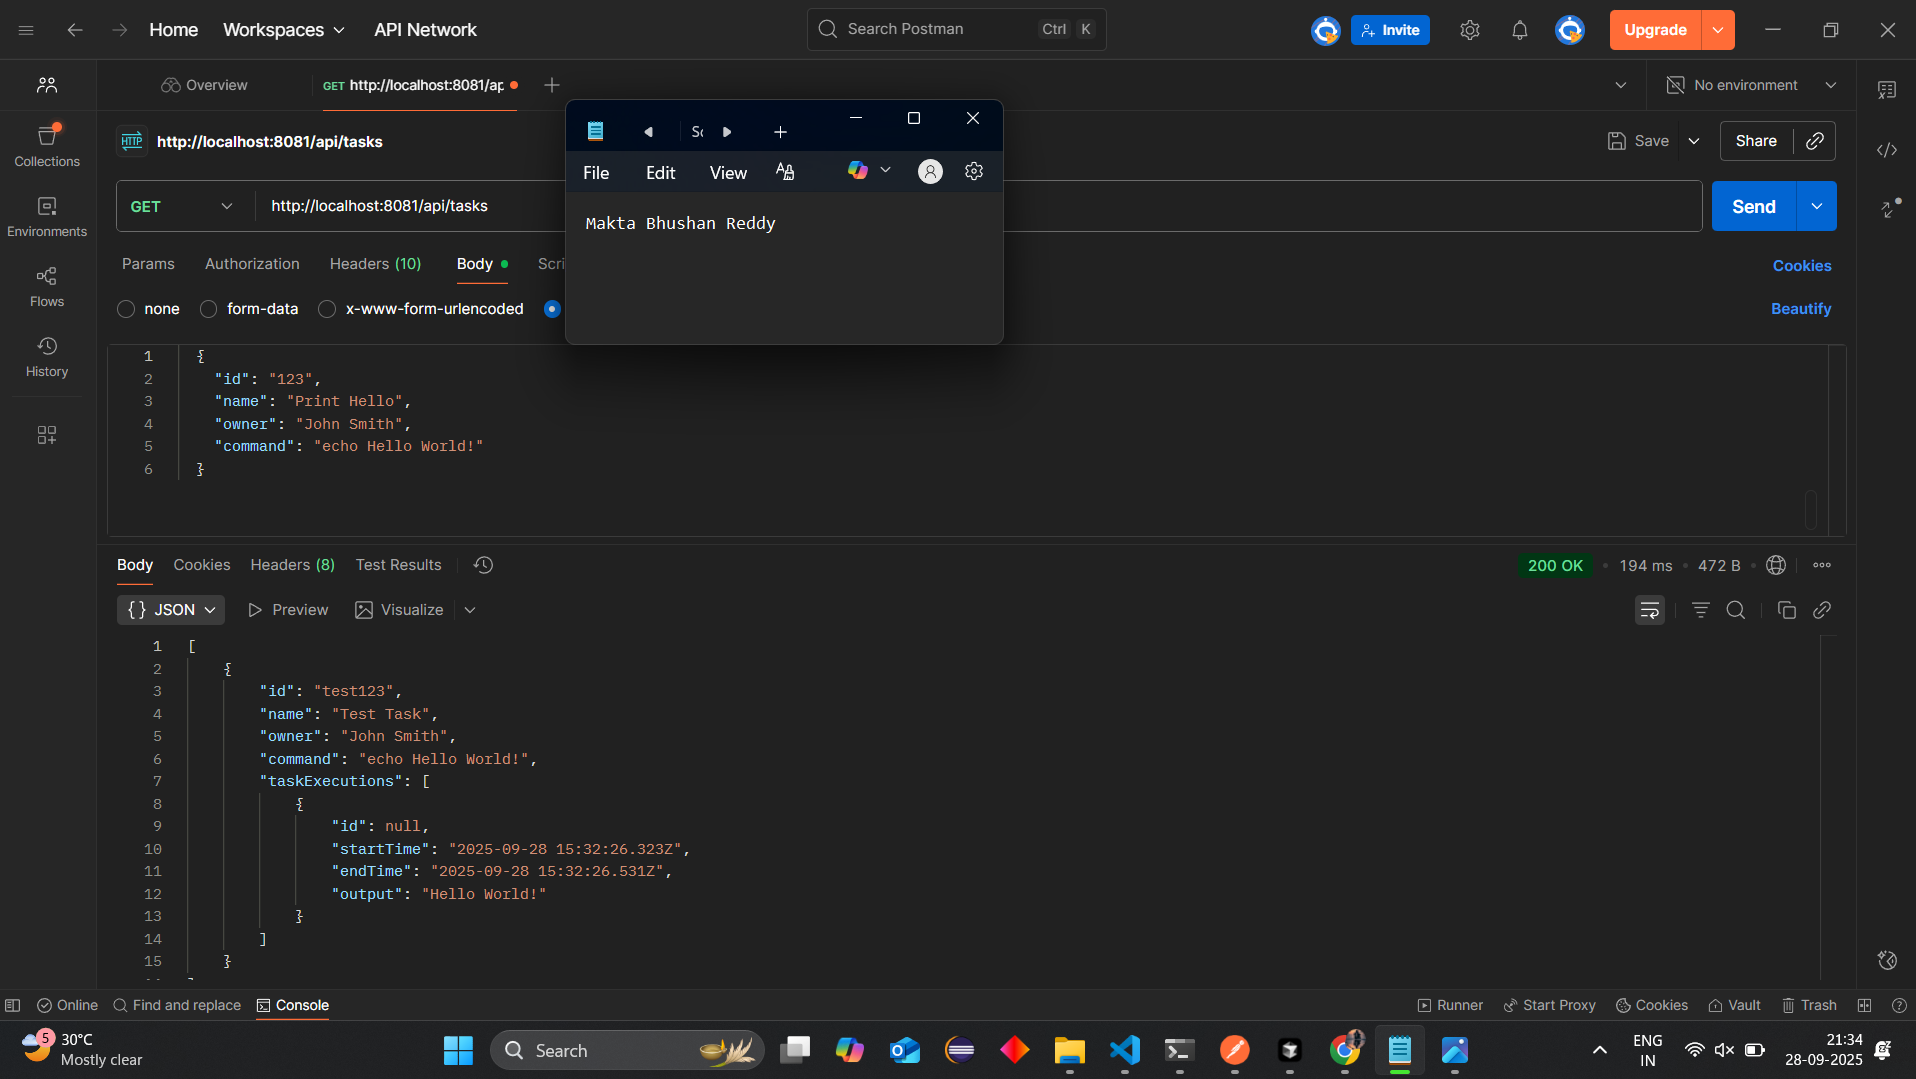 Home Workspaces API Network Search Postman Ctrl K Invite Upgrade
Overview GET http://localhost:8081/ap No environment
HTTP http://localhost:8081/api/tasks Save Share
Collections
Environments
Flows
History
File Edit View
Makta Bhushan Reddy
GET http://localhost:8081/api/tasks Send
Params Authorization Headers (10) Body Scri Cookies
none form-data x-www-form-urlencoded Beautify
1 {
2 "id": "123",
3 "name": "Print Hello",
4 "owner": "John Smith",
5 "command": "echo Hello World!"
6 }
Body Cookies Headers (8) Test Results 200 OK 194 ms 472 B
{} JSON Preview Visualize
1 [
2 {
3 "id": "test123",
4 "name": "Test Task",
5 "owner": "John Smith",
6 "command": "echo Hello World!",
7 "taskExecutions": [
8 {
9 "id": null,
10 "startTime": "2025-09-28 15:32:26.323Z",
11 "endTime": "2025-09-28 15:32:26.531Z",
12 "output": "Hello World!"
13 }
14 ]
15 }
Online Find and replace Console Runner Start Proxy Cookies Vault Trash
5 30°C
Mostly clear
Search
ENG
IN
21:34
28-09-2025